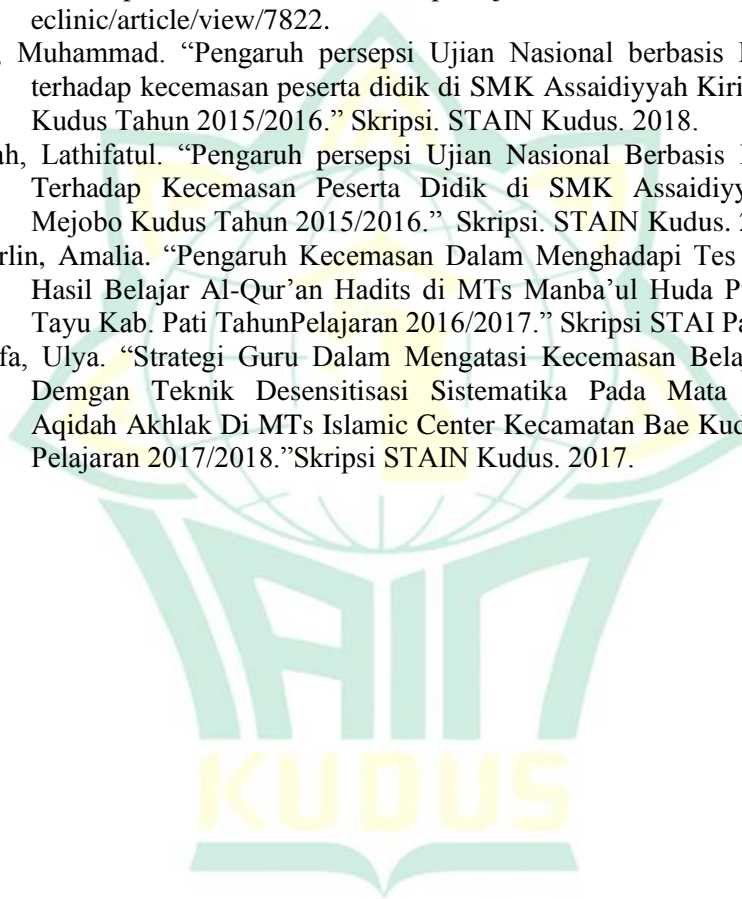 eclinic/article/view/7822.
, Muhammad. “Pengaruh persepsi Ujian Nasional berbasis
terhadap kecemasan peserta didik di SMK Assaidiyyah Kiri
Kudus Tahun 2015/2016.” Skripsi. STAIN Kudus. 2018.
ah, Lathifatul. “Pengaruh persepsi Ujian Nasional Berbasis
Terhadap Kecemasan Peserta Didik di SMK Assaidiyy
Mejobo Kudus Tahun 2015/2016.” Skripsi. STAIN Kudus.
rlin, Amalia. “Pengaruh Kecemasan Dalam Menghadapi Tes
Hasil Belajar Al-Qur’an Hadits di MTs Manba’ul Huda P
Tayu Kab. Pati TahunPelajaran 2016/2017.” Skripsi STAI Pa
fa, Ulya. “Strategi Guru Dalam Mengatasi Kecemasan Belaj
Demgan Teknik Desensitisasi Sistematika Pada Mata
Aqidah Akhlak Di MTs Islamic Center Kecamatan Bae Kud
Pelajaran 2017/2018.”Skripsi STAIN Kudus. 2017.
IAIN
KUDUS